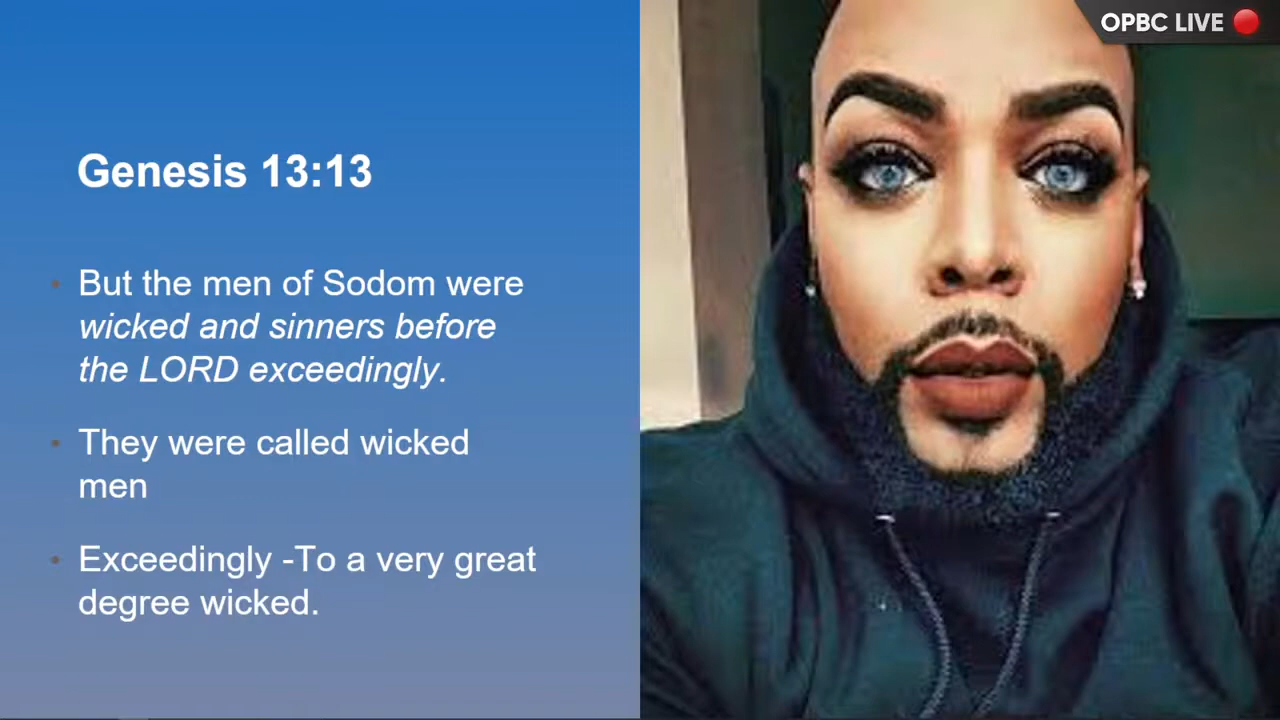 OPBC LIVE
Genesis 13:13
But the men of Sodom were
wicked and sinners before
the LORD exceedingly.
They were called wicked
men
Exceedingly -To a very great
degree wicked.